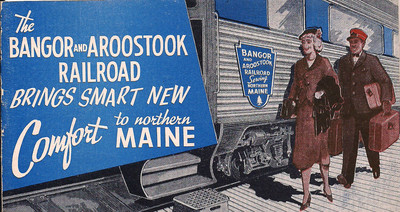 The
BANGOR AND AROOSTOOK
RAILROAD
BRINGS SMART NEW
Comfort to northern
MAINE
BANGOR
AND
AROOSTOOK
RAILROAD
Serving
NORTHERN
MAINE